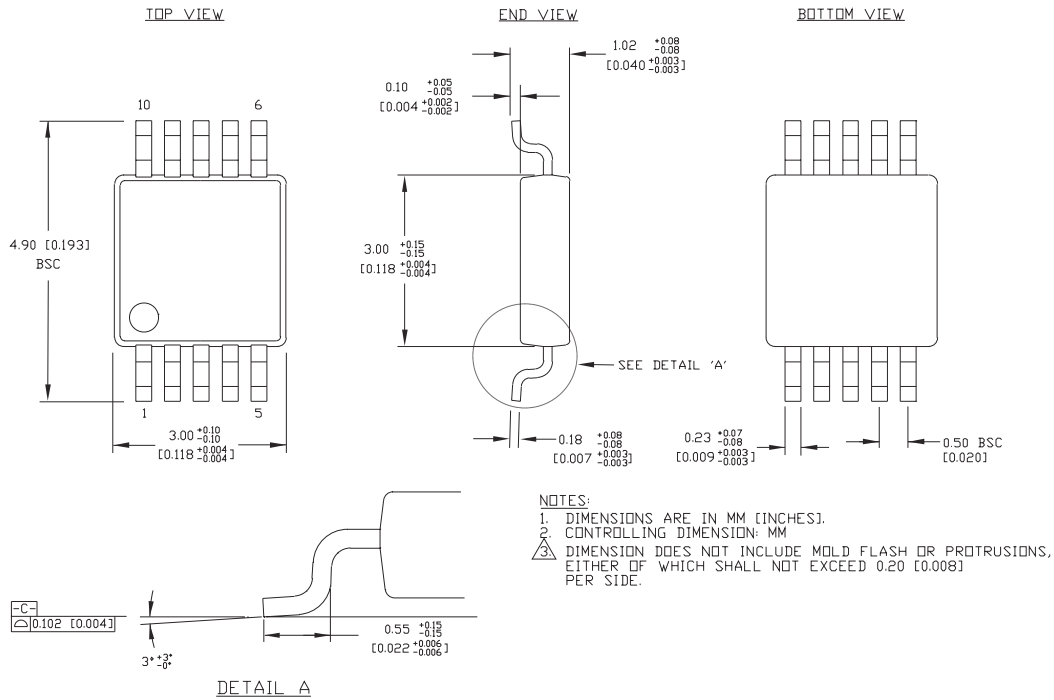 TOP VIEW
10 6
4.90 [0.193]
BSC
1 5
3.00 +0.10 -0.10
[0.118 +0.004 -0.004]
END VIEW
1.02 +0.08 -0.08
[0.040 +0.003 -0.003]
0.10 +0.05 -0.05
[0.004 +0.002 -0.002]
3.00 +0.15 -0.15
[0.118 +0.004 -0.004]
SEE DETAIL 'A'
0.18 +0.08 -0.08
[0.007 +0.003 -0.003]
BOTTOM VIEW
0.23 +0.07 -0.08
[0.009 +0.003 -0.003]
0.50 BSC
[0.020]
NOTES:
1. DIMENSIONS ARE IN MM [INCHES].
2. CONTROLLING DIMENSION: MM
3. DIMENSION DOES NOT INCLUDE MOLD FLASH OR PROTRUSIONS,
EITHER OF WHICH SHALL NOT EXCEED 0.20 [0.008]
PER SIDE.
-C-
⌓ 0.102 [0.004]
3° +3° -0°
0.55 +0.15 -0.15
[0.022 +0.006 -0.006]
DETAIL A